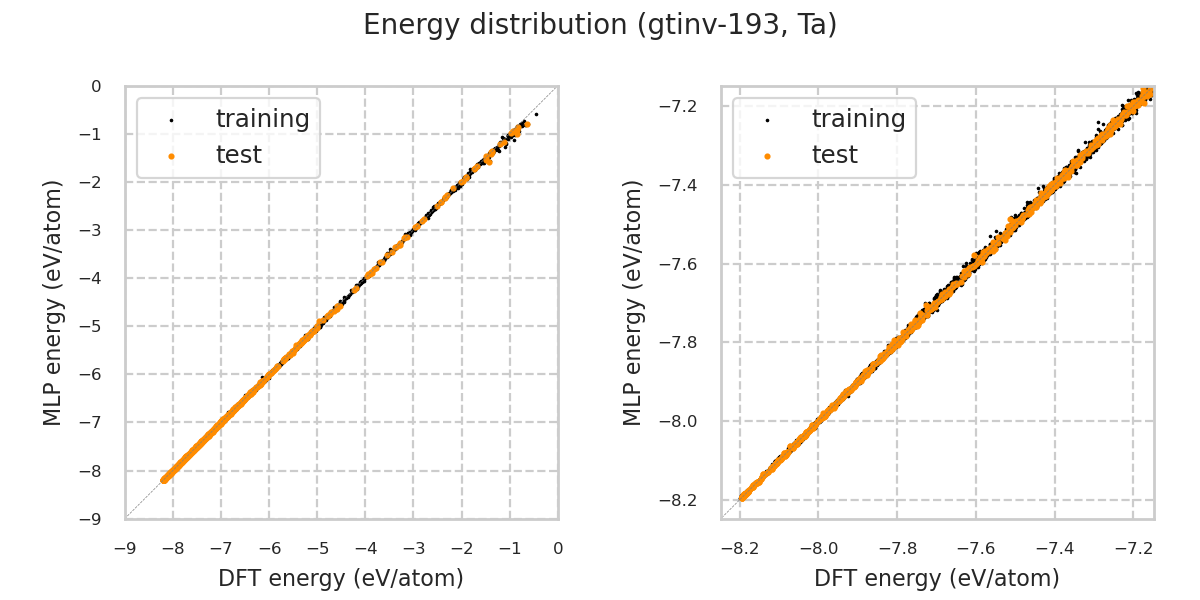 Energy distribution (gtinv-193, Ta)
training
test
0
−1
−2
−3
−4
−5
−6
−7
−8
−9
MLP energy (eV/atom)
−9 −8 −7 −6 −5 −4 −3 −2 −1 0
DFT energy (eV/atom)
training
test
−7.2
−7.4
−7.6
−7.8
−8.0
−8.2
MLP energy (eV/atom)
−8.2 −8.0 −7.8 −7.6 −7.4 −7.2
DFT energy (eV/atom)